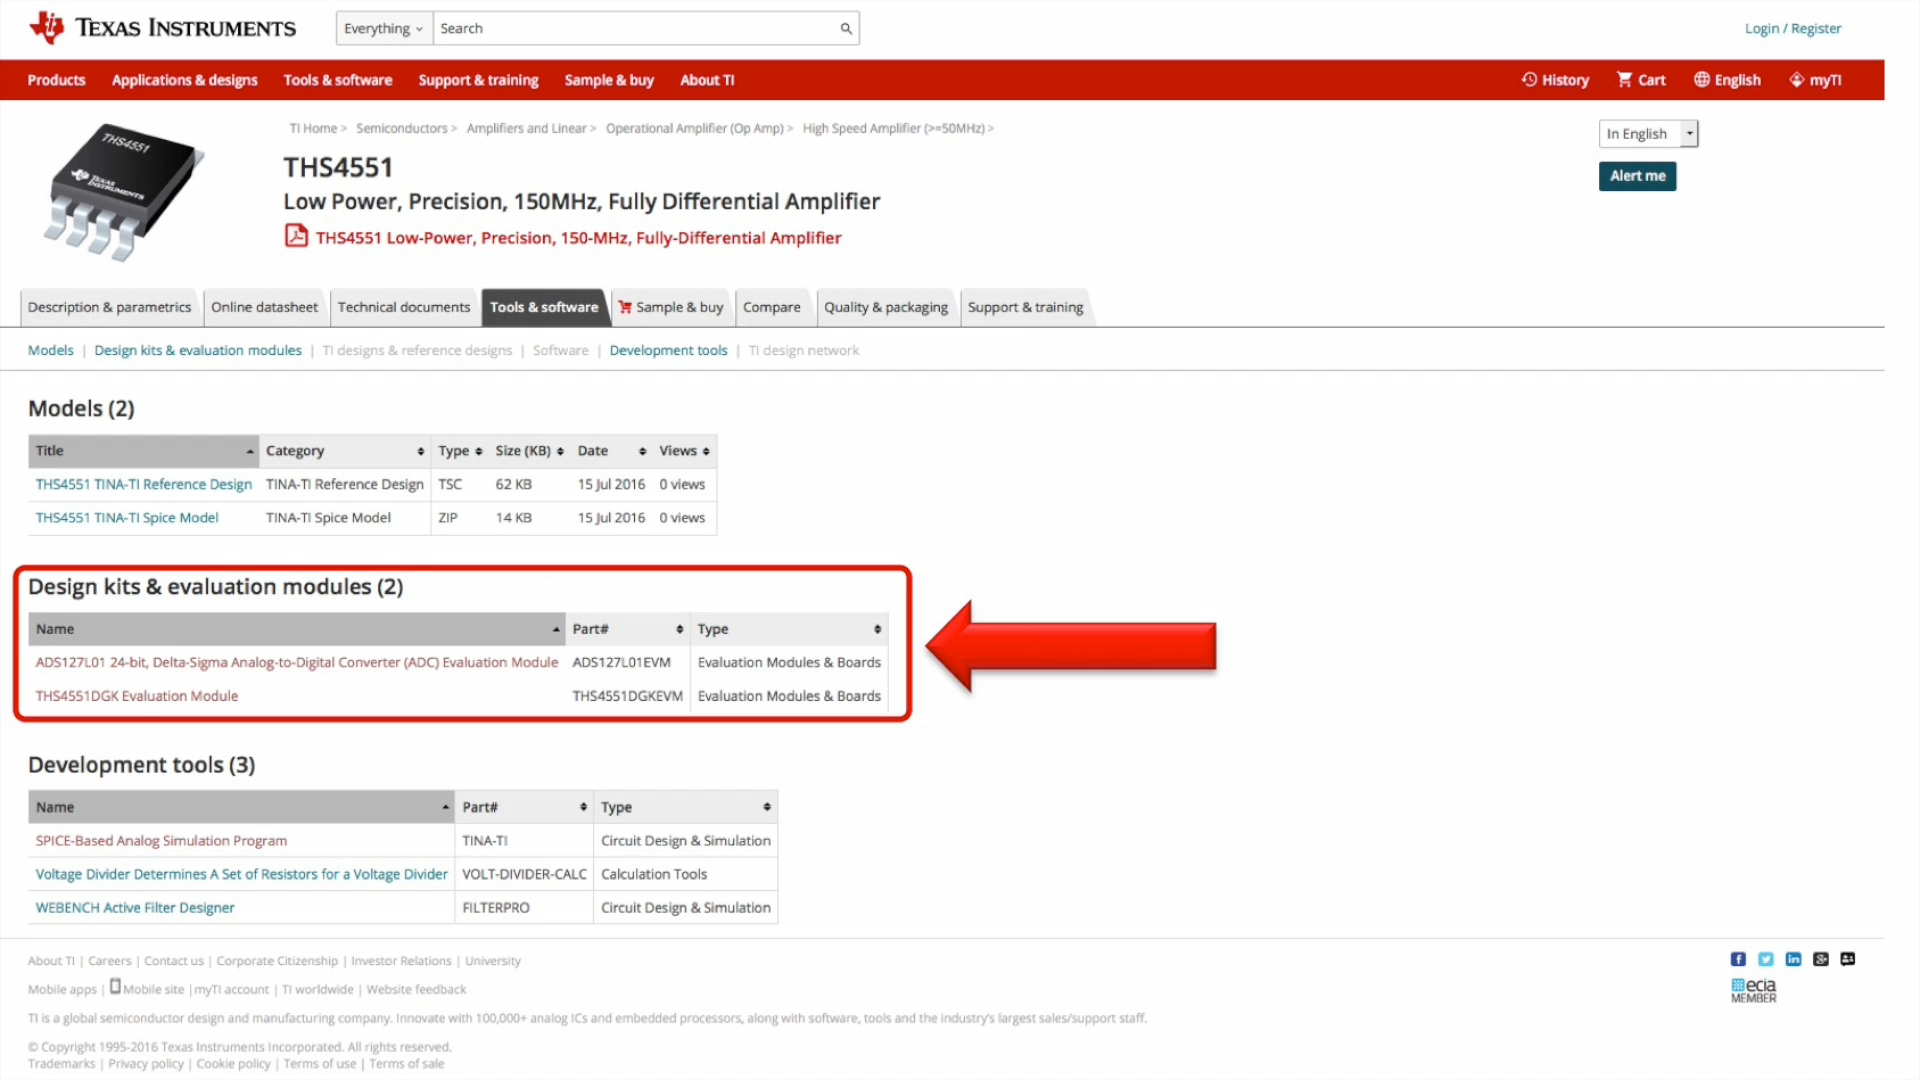 TEXAS INSTRUMENTS
Everything Search
Login / Register
Products Applications & designs Tools & software Support & training Sample & buy About TI History Cart English myTI
THS4551
TEXAS INSTRUMENTS
TI Home > Semiconductors > Amplifiers and Linear > Operational Amplifier (Op Amp) > High Speed Amplifier (>=50MHz) >
In English
THS4551
Alert me
Low Power, Precision, 150MHz, Fully Differential Amplifier
THS4551 Low-Power, Precision, 150-MHz, Fully-Differential Amplifier
Description & parametrics Online datasheet Technical documents Tools & software Sample & buy Compare Quality & packaging Support & training
Models | Design kits & evaluation modules | TI designs & reference designs | Software | Development tools | TI design network
Models (2)
Title Category Type Size (KB) Date Views
THS4551 TINA-TI Reference Design TINA-TI Reference Design TSC 62 KB 15 Jul 2016 0 views
THS4551 TINA-TI Spice Model TINA-TI Spice Model ZIP 14 KB 15 Jul 2016 0 views
Design kits & evaluation modules (2)
Name Part# Type
ADS127L01 24-bit, Delta-Sigma Analog-to-Digital Converter (ADC) Evaluation Module ADS127L01EVM Evaluation Modules & Boards
THS4551DGK Evaluation Module THS4551DGKEVM Evaluation Modules & Boards
Development tools (3)
Name Part# Type
SPICE-Based Analog Simulation Program TINA-TI Circuit Design & Simulation
Voltage Divider Determines A Set of Resistors for a Voltage Divider VOLT-DIVIDER-CALC Calculation Tools
WEBENCH Active Filter Designer FILTERPRO Circuit Design & Simulation
About TI | Careers | Contact us | Corporate Citizenship | Investor Relations | University
Mobile apps | Mobile site | myTI account | TI worldwide | Website feedback
ecia
MEMBER
TI is a global semiconductor design and manufacturing company. Innovate with 100,000+ analog ICs and embedded processors, along with software, tools and the industry's largest sales/support staff.
© Copyright 1995-2016 Texas Instruments Incorporated. All rights reserved.
Trademarks | Privacy policy | Cookie policy | Terms of use | Terms of sale